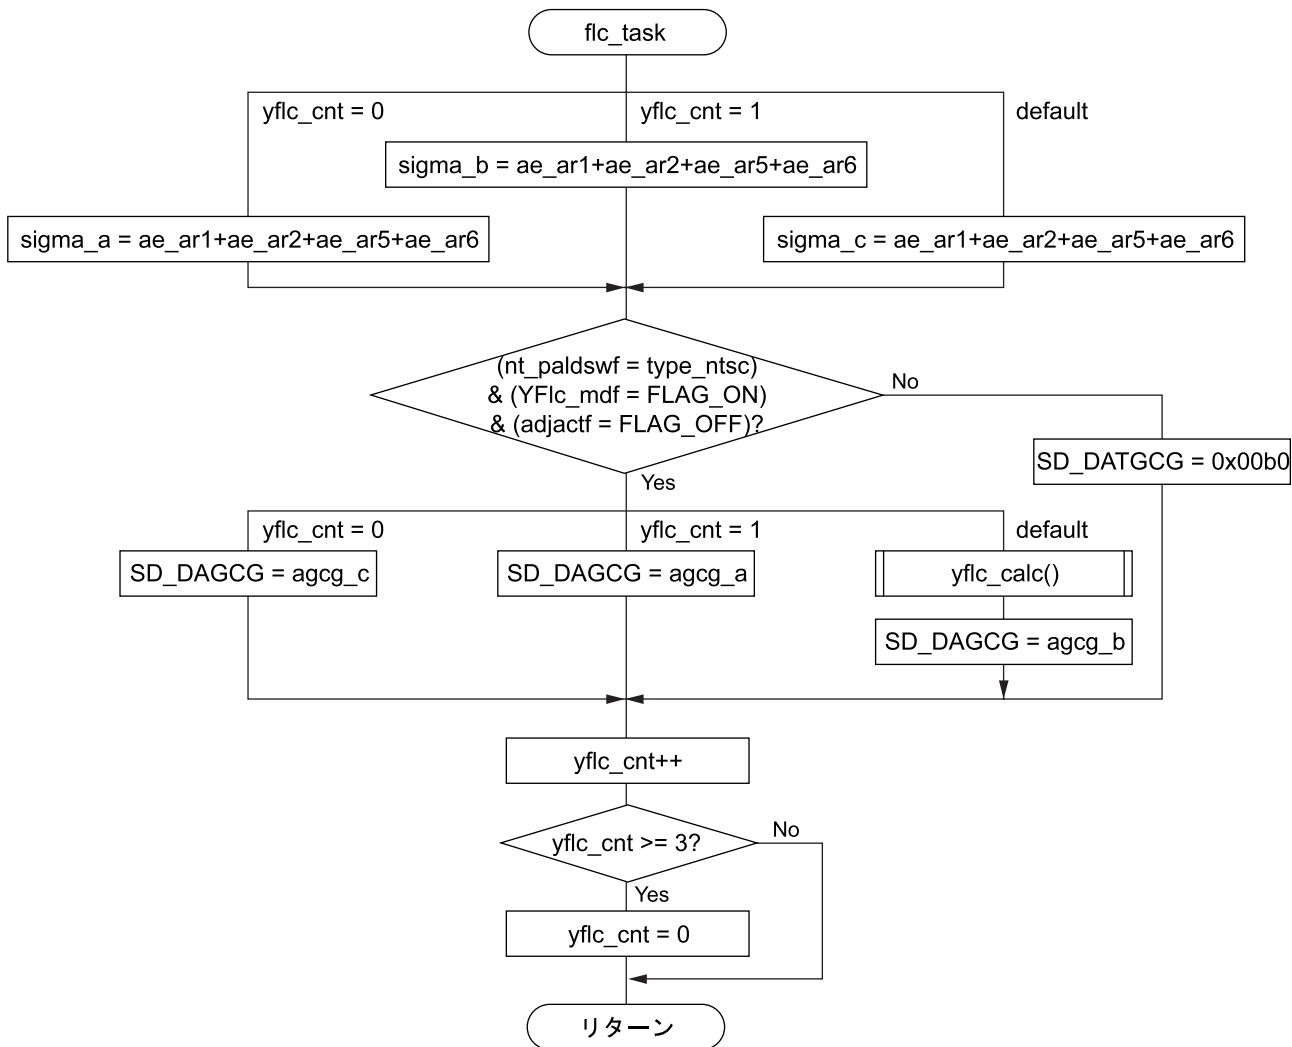 flc_task
yflc_cnt = 0
yflc_cnt = 1
default
sigma_b = ae_ar1+ae_ar2+ae_ar5+ae_ar6
sigma_a = ae_ar1+ae_ar2+ae_ar5+ae_ar6
sigma_c = ae_ar1+ae_ar2+ae_ar5+ae_ar6
(nt_paldswf = type_ntsc)
& (YFlc_mdf = FLAG_ON)
& (adjactf = FLAG_OFF)?
No
SD_DATGCG = 0x00b0
Yes
yflc_cnt = 0
yflc_cnt = 1
default
SD_DAGCG = agcg_c
SD_DAGCG = agcg_a
yflc_calc()
SD_DAGCG = agcg_b
yflc_cnt++
yflc_cnt >= 3?
No
Yes
yflc_cnt = 0
リターン